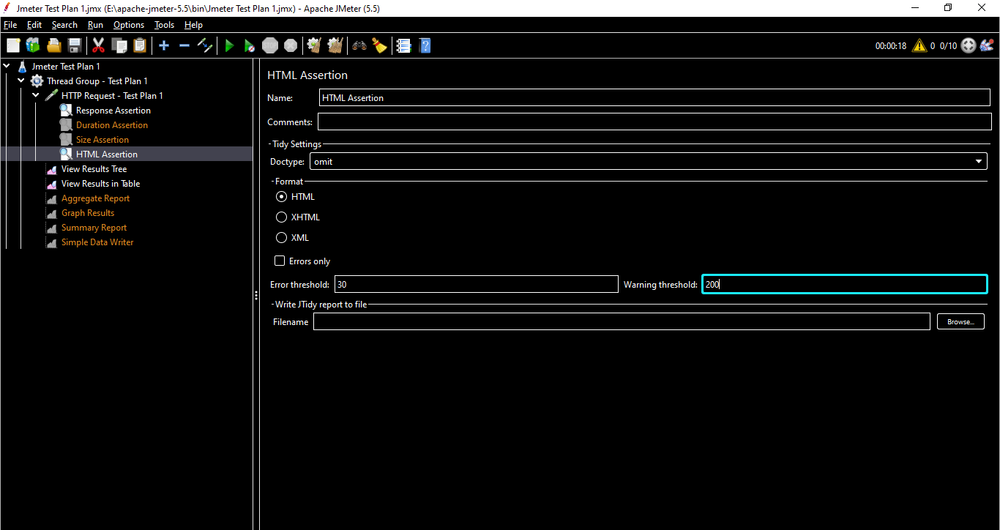 Jmeter Test Plan 1.jmx (E:\apache-jmeter-5.5\bin\Jmeter Test Plan 1.jmx) - Apache JMeter (5.5)
File Edit Search Run Options Tools Help
00:00:18 0 0/10
Jmeter Test Plan 1
Thread Group - Test Plan 1
HTTP Request - Test Plan 1
Response Assertion
Duration Assertion
Size Assertion
HTML Assertion
View Results Tree
View Results in Table
Aggregate Report
Graph Results
Summary Report
Simple Data Writer
HTML Assertion
Name: HTML Assertion
Comments:
Tidy Settings
Doctype: omit
Format
HTML
XHTML
XML
Errors only
Error threshold: 30 Warning threshold: 200
Write JTidy report to file
Filename Browse...